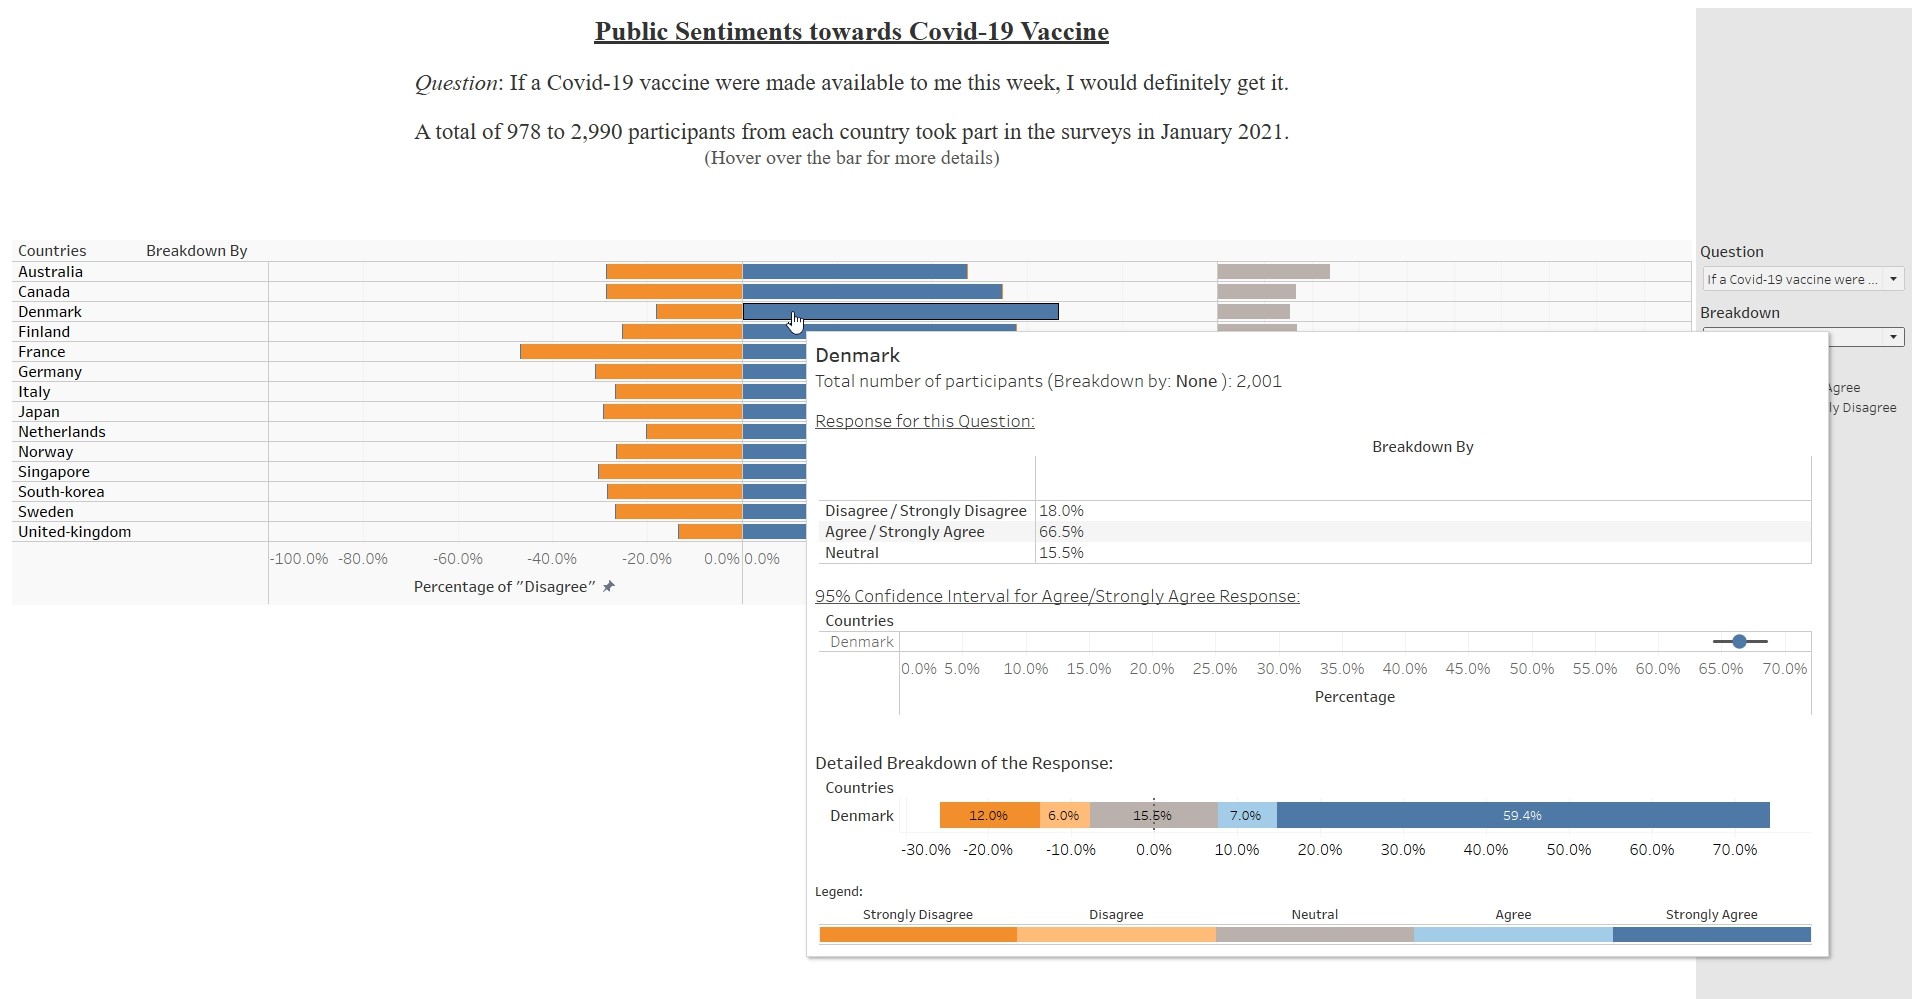 Public Sentiments towards Covid-19 Vaccine
Question: If a Covid-19 vaccine were made available to me this week, I would definitely get it.
A total of 978 to 2,990 participants from each country took part in the surveys in January 2021.
(Hover over the bar for more details)
Countries Breakdown By
Australia
Canada
Denmark
Finland
France
Germany
Italy
Japan
Netherlands
Norway
Singapore
South-korea
Sweden
United-kingdom
-100.0% -80.0% -60.0% -40.0% -20.0% 0.0% 0.0%
Percentage of "Disagree"
Question
If a Covid-19 vaccine were ...
Breakdown
Agree
ly Disagree
Denmark
Total number of participants (Breakdown by: None ): 2,001
Response for this Question:
Breakdown By
Disagree / Strongly Disagree 18.0%
Agree / Strongly Agree 66.5%
Neutral 15.5%
95% Confidence Interval for Agree/Strongly Agree Response:
Countries
Denmark
0.0% 5.0% 10.0% 15.0% 20.0% 25.0% 30.0% 35.0% 40.0% 45.0% 50.0% 55.0% 60.0% 65.0% 70.0%
Percentage
Detailed Breakdown of the Response:
Countries
Denmark 12.0% 6.0% 15.5% 7.0% 59.4%
-30.0% -20.0% -10.0% 0.0% 10.0% 20.0% 30.0% 40.0% 50.0% 60.0% 70.0%
Legend:
Strongly Disagree Disagree Neutral Agree Strongly Agree